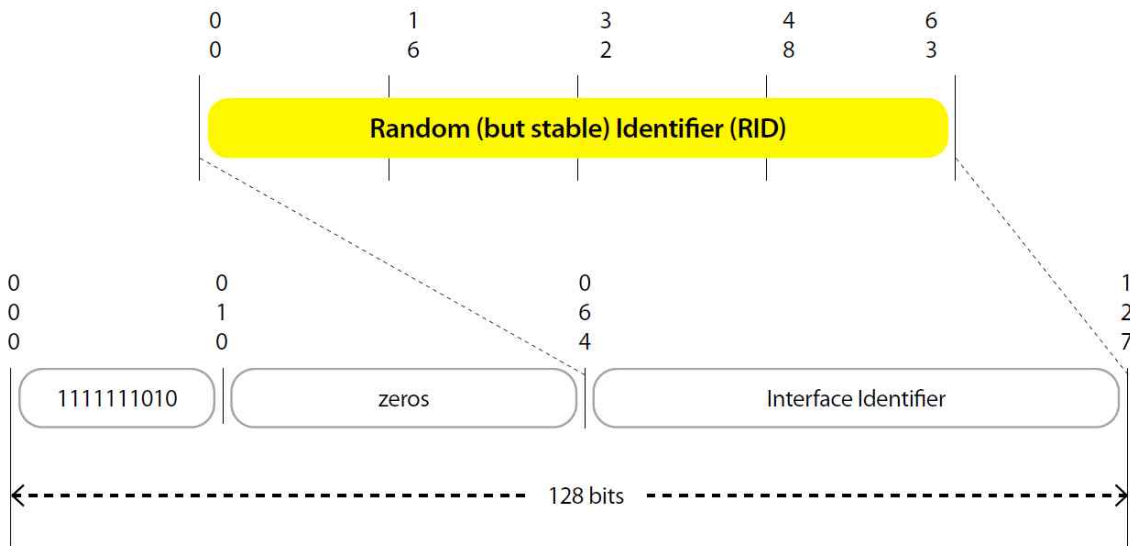 0 1 3 4 6
0 6 2 8 3
Random (but stable) Identifier (RID)
0 0 0 1
0 1 6 2
0 0 4 7
1111111010 zeros Interface Identifier
128 bits